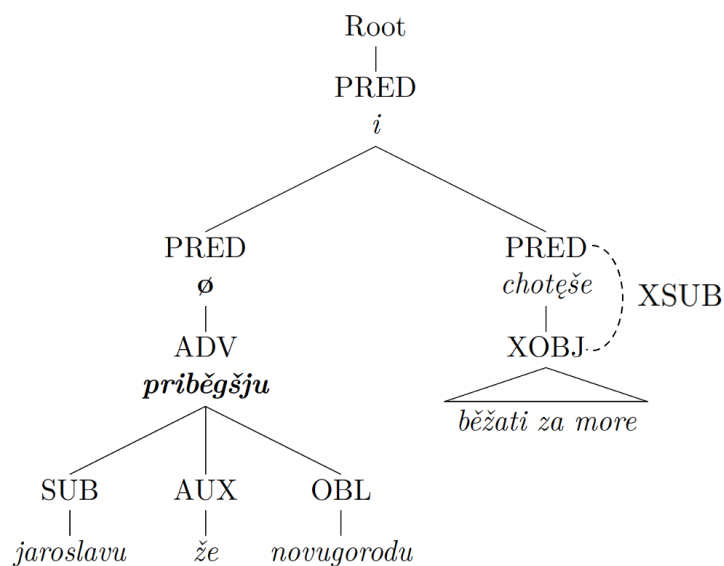 Root
PRED
i
PRED PRED
ø chotęše XSUB
ADV XOBJ
priběgšju
běžati za more
SUB AUX OBL
jaroslavu že novugorodu